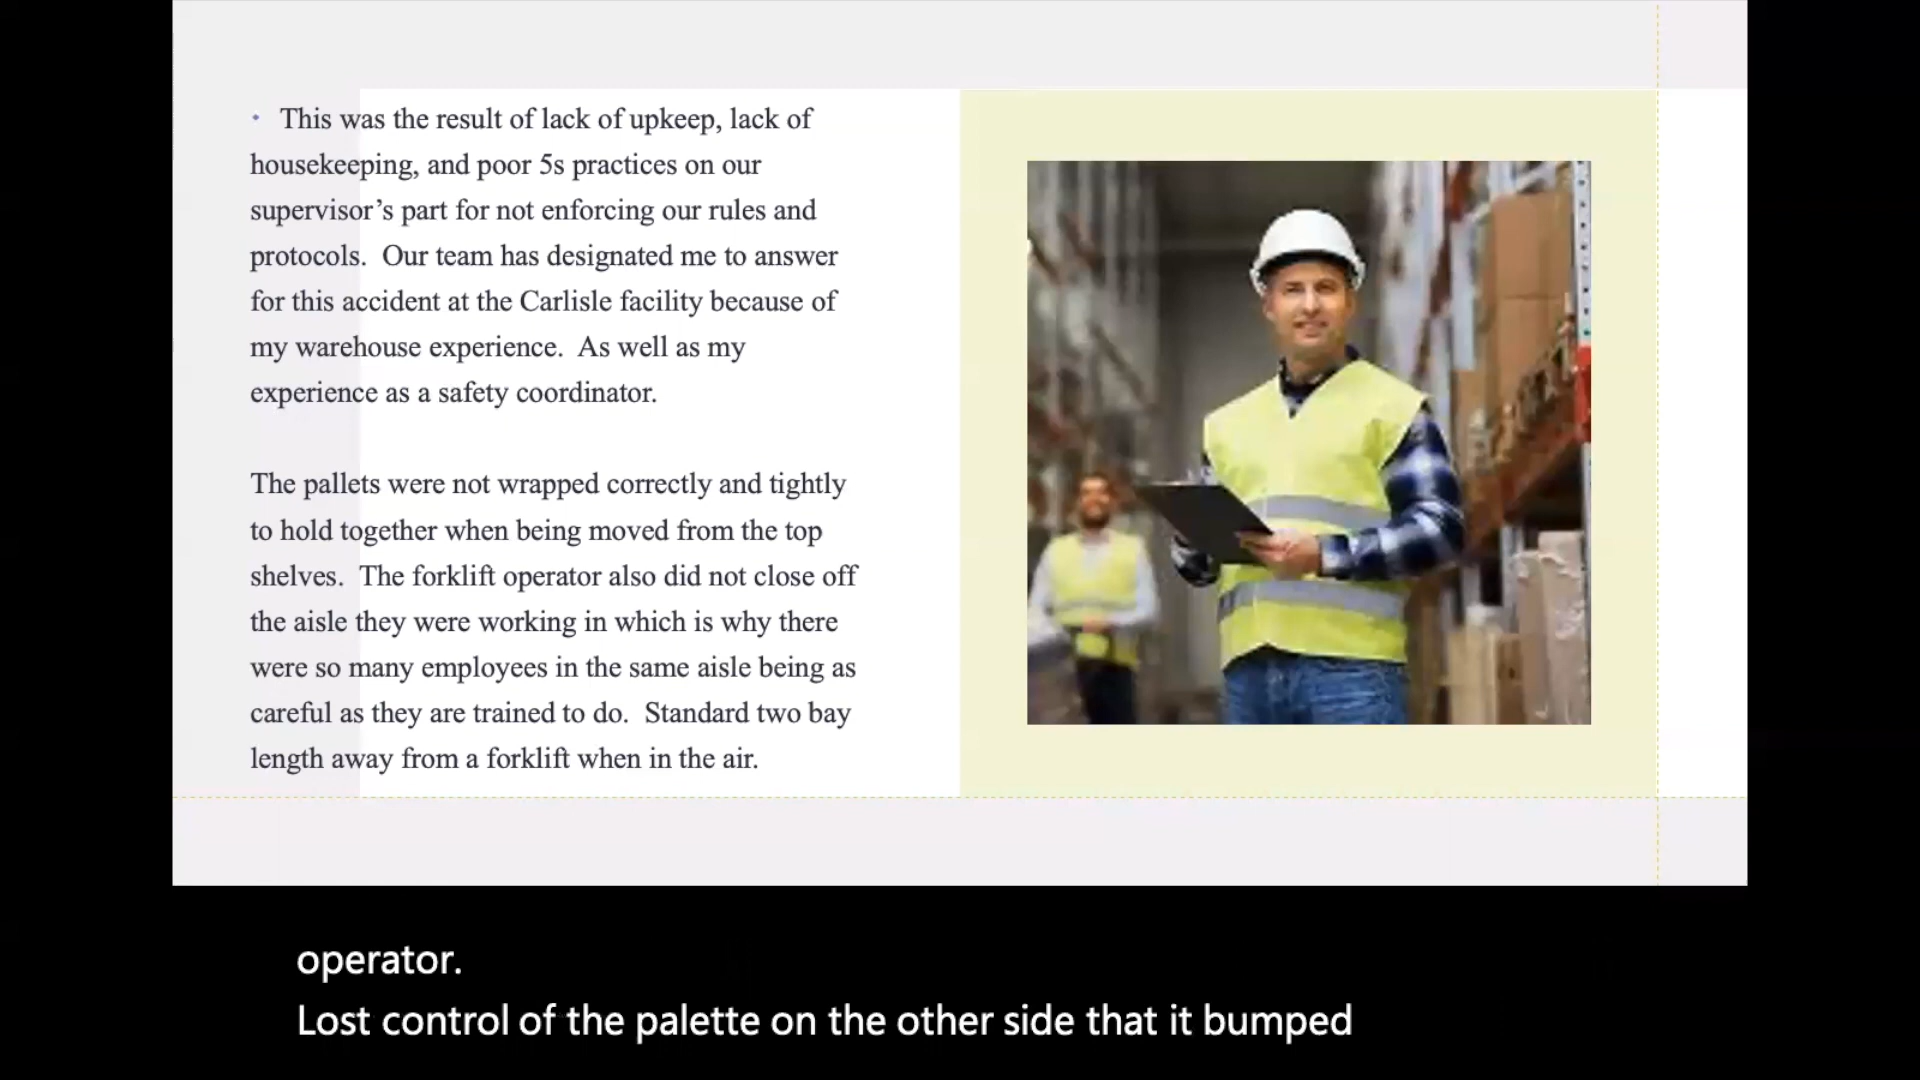 • This was the result of lack of upkeep, lack of
housekeeping, and poor 5s practices on our
supervisor’s part for not enforcing our rules and
protocols.  Our team has designated me to answer
for this accident at the Carlisle facility because of
my warehouse experience.  As well as my
experience as a safety coordinator.
The pallets were not wrapped correctly and tightly
to hold together when being moved from the top
shelves.  The forklift operator also did not close off
the aisle they were working in which is why there
were so many employees in the same aisle being as
careful as they are trained to do.  Standard two bay
length away from a forklift when in the air.
operator.
Lost control of the palette on the other side that it bumped